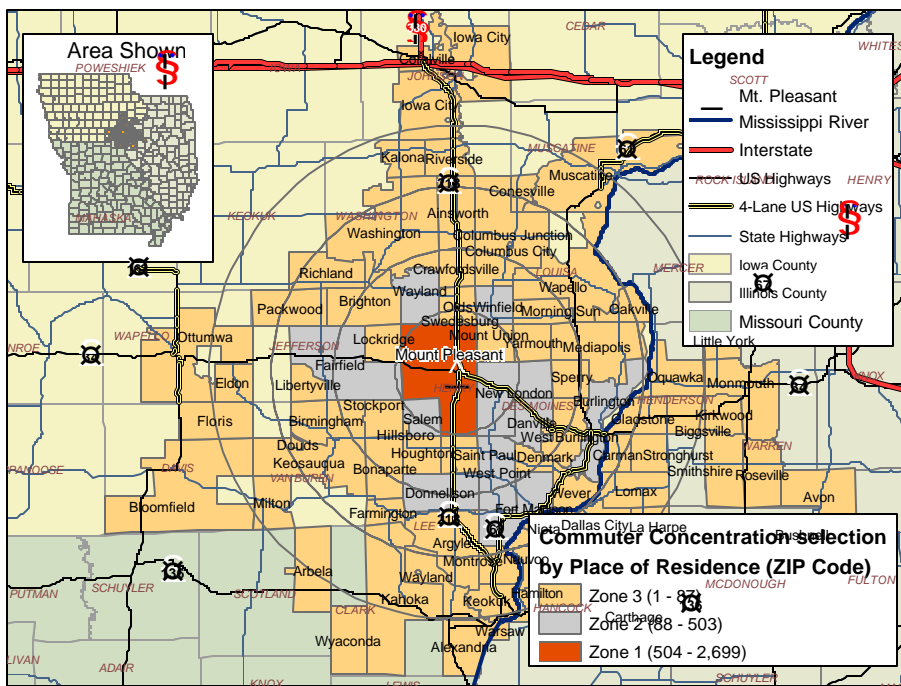 Area Shown
POWESHIEK
IOWA
MAHASKA
KEOKUK
WASHINGTON
JOHNSON
CEDAR
MUSCATINE
LOUISA
WAPELLO
JEFFERSON
HENRY
DES MOINES
DAVIS
VAN BUREN
LEE
PUTMAN
SCHUYLER
SCOTLAND
CLARK
ADAIR
KNOX
LEWIS
HANCOCK
MCDONOUGH
FULTON
SCHUYLER
WARREN
HENDERSON
MERCER
KNOX
Iowa City
Coralville
Iowa City
Kalona
Riverside
Muscatine
Conesville
Ainsworth
Washington
Columbus Junction
Columbus City
Richland
Crawfordsville
Wapello
Wayland
Packwood
Brighton
Olds
Winfield
Morning Sun
Oakville
Swedesburg
Ottumwa
Lockridge
Mount Union
Yarmouth
Mediapolis
Mount Pleasant
Fairfield
Eldon
Libertyville
Sperry
Oquawka
Monmouth
New London
Little York
Stockport
Burlington
Floris
Birmingham
Salem
Danville
Gladstone
Kirkwood
Biggsville
Hillsboro
West Burlington
Douds
Houghton
Saint Paul
Denmark
Carman
Stronghurst
Keosauqua
Bonaparte
West Point
Smithshire
Roseville
Donnellson
Wever
Lomax
Avon
Bloomfield
Milton
Farmington
Fort Madison
Niota
Dallas City
La Harpe
Bushnell
Argyle
Montrose
Nauvoo
Arbela
Wayland
Kahoka
Keokuk
Hamilton
Carthage
Warsaw
Wyaconda
Alexandria
Legend
SCOTT
Mt. Pleasant
Mississippi River
Interstate
US Highways
ROCK ISLAND
HENRY
4-Lane US Highways
State Highways
Iowa County
Illinois County
Missouri County
Commuter Concentration selection
by Place of Residence (ZIP Code)
Zone 3 (1 - 87)
Zone 2 (88 - 503)
Zone 1 (504 - 2,699)